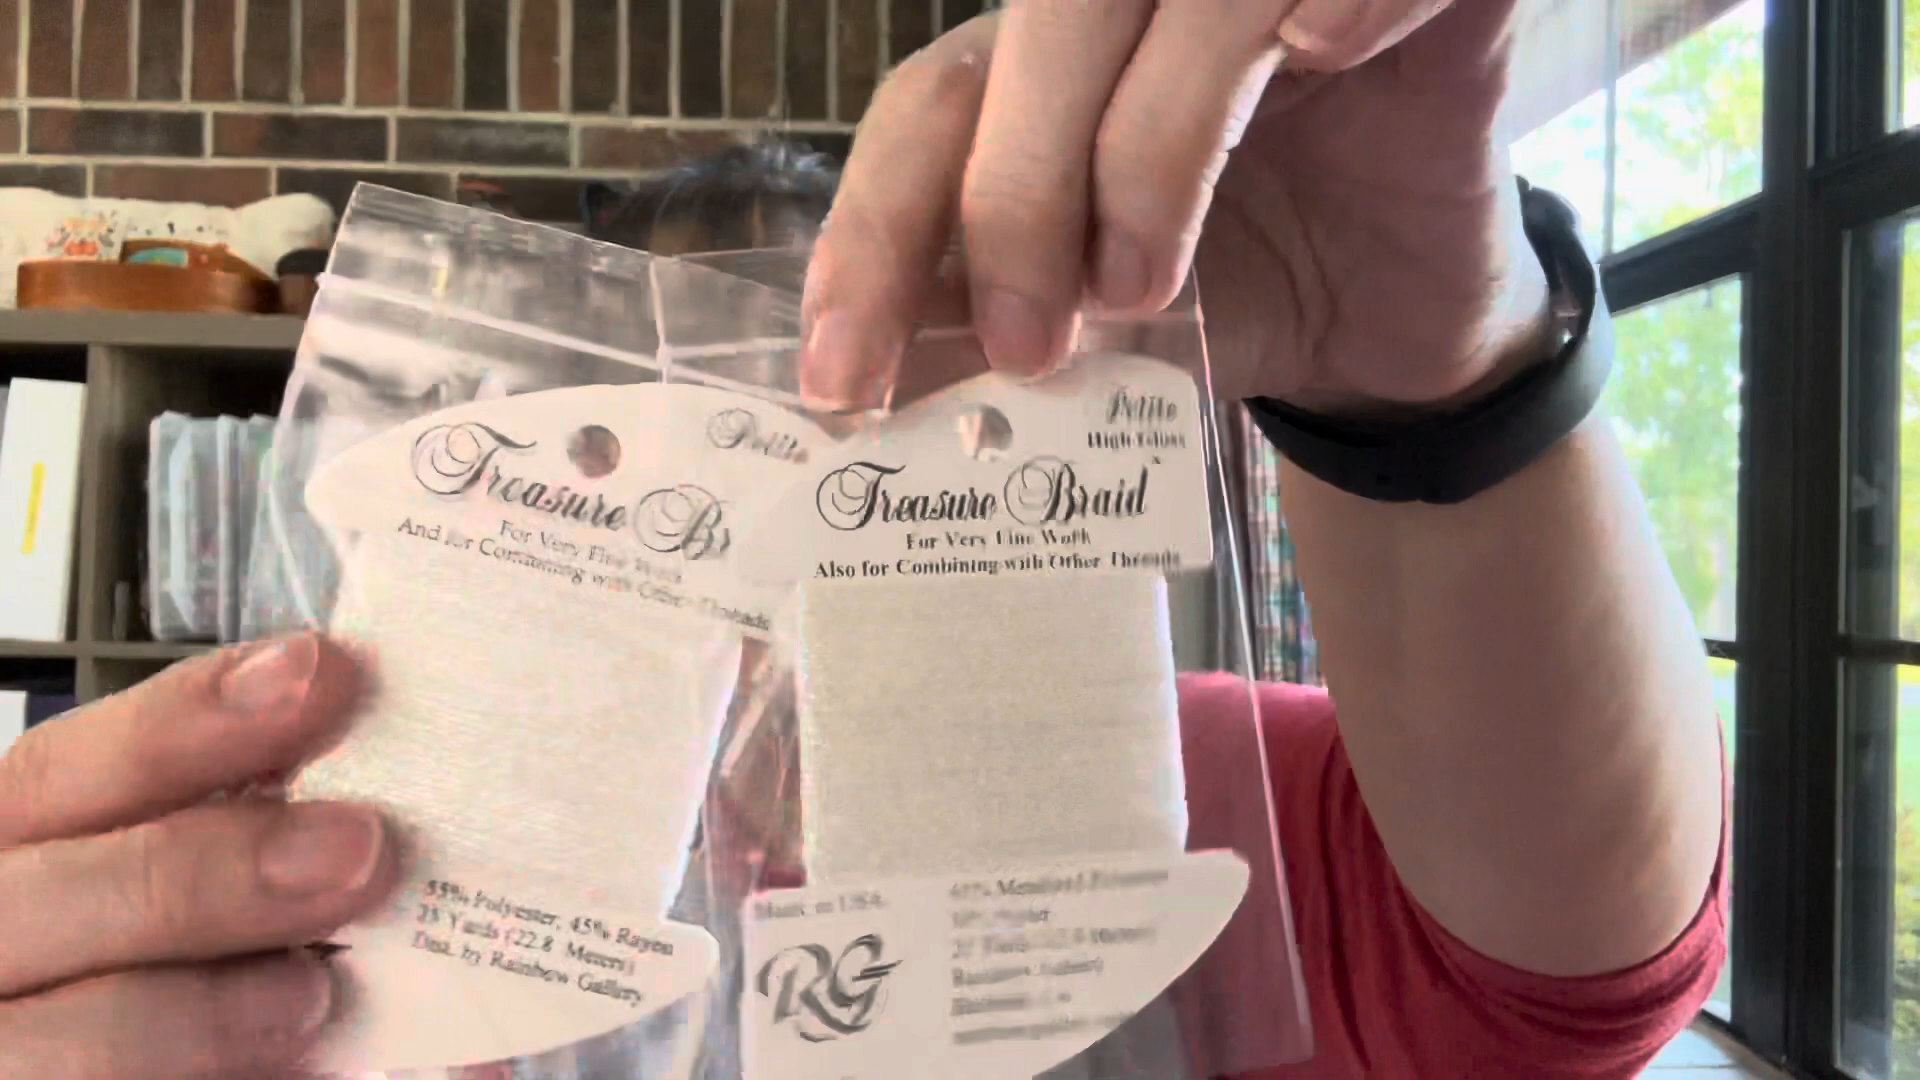 Petite
Treasure Br
For Very Fine Work
And for Combining with Other Threads
55% Polyester, 45% Rayon
25 Yards (22.8 Meters)
Dist. by Rainbow Gallery
Petite
High Gloss
Treasure Braid
For Very Fine Work
Also for Combining with Other Threads
Made in USA
RG